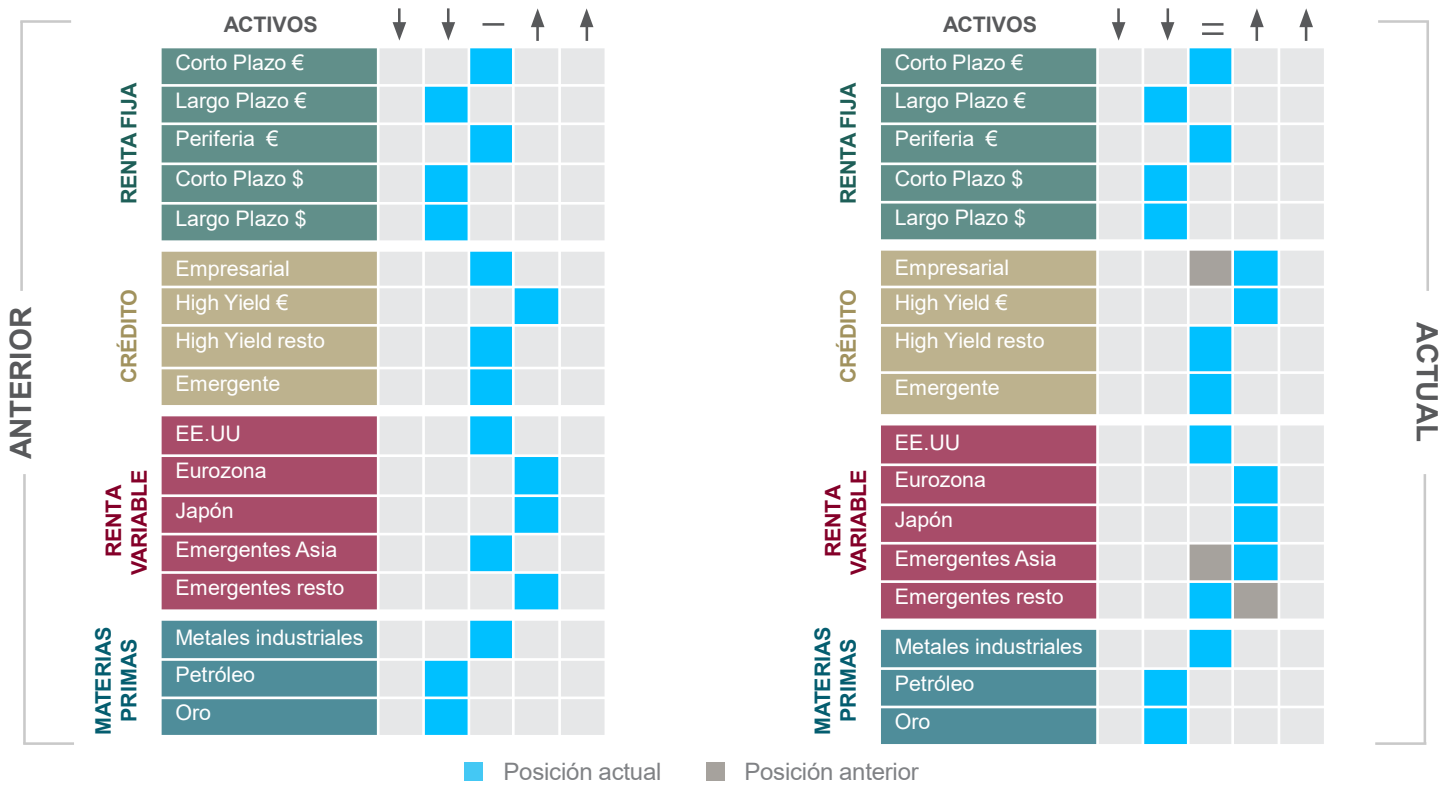 ANTERIOR
ACTIVOS
RENTA FIJA
Corto Plazo €
Largo Plazo €
Periferia €
Corto Plazo $
Largo Plazo $
CRÉDITO
Empresarial
High Yield €
High Yield resto
Emergente
RENTA
VARIABLE
EE.UU
Eurozona
Japón
Emergentes Asia
Emergentes resto
MATERIAS
PRIMAS
Metales industriales
Petróleo
Oro
ACTUAL
ACTIVOS
RENTA FIJA
Corto Plazo €
Largo Plazo €
Periferia €
Corto Plazo $
Largo Plazo $
CRÉDITO
Empresarial
High Yield €
High Yield resto
Emergente
RENTA
VARIABLE
EE.UU
Eurozona
Japón
Emergentes Asia
Emergentes resto
MATERIAS
PRIMAS
Metales industriales
Petróleo
Oro
Posición actual
Posición anterior